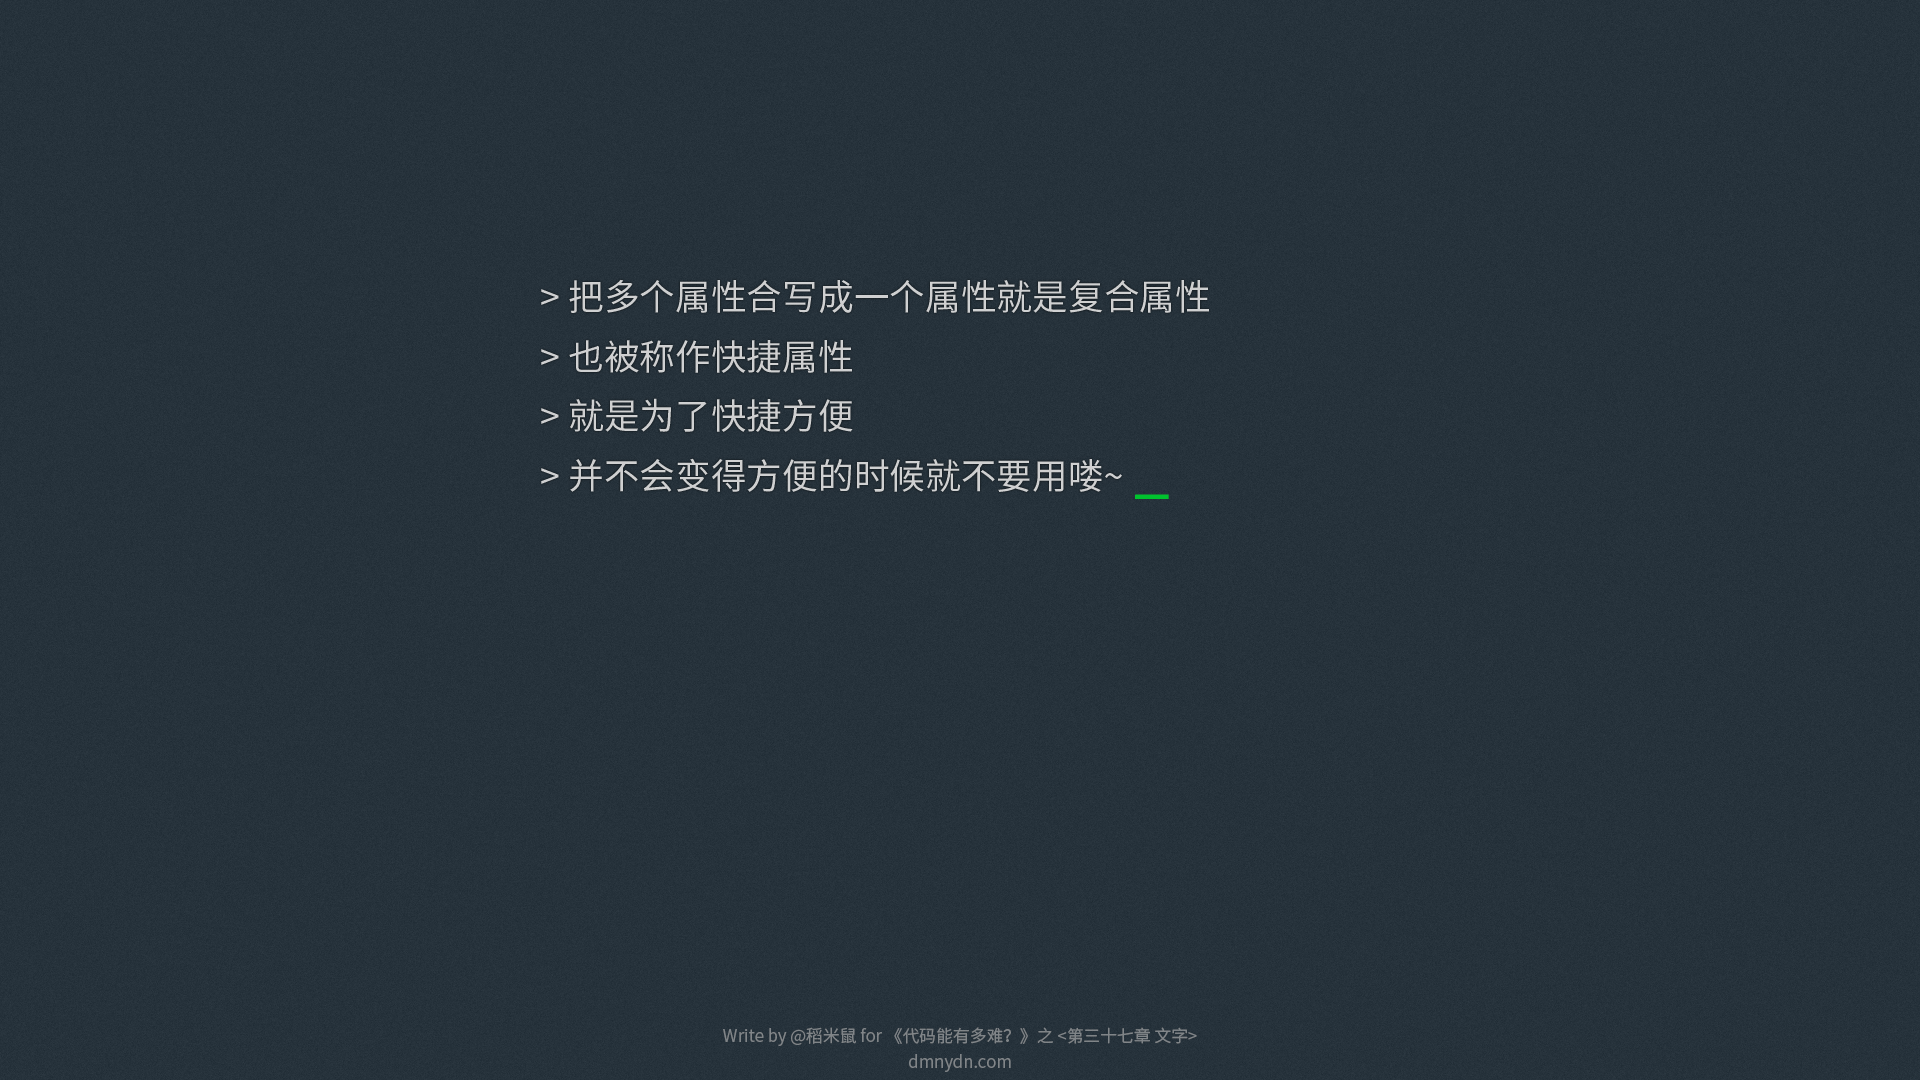 > 把多个属性合写成一个属性就是复合属性
> 也被称作快捷属性
> 就是为了快捷方便
> 并不会变得方便的时候就不要用喽~ _
Write by @稻米鼠 for 《代码能有多难？》之 <第三十七章 文字>
dmnydn.com